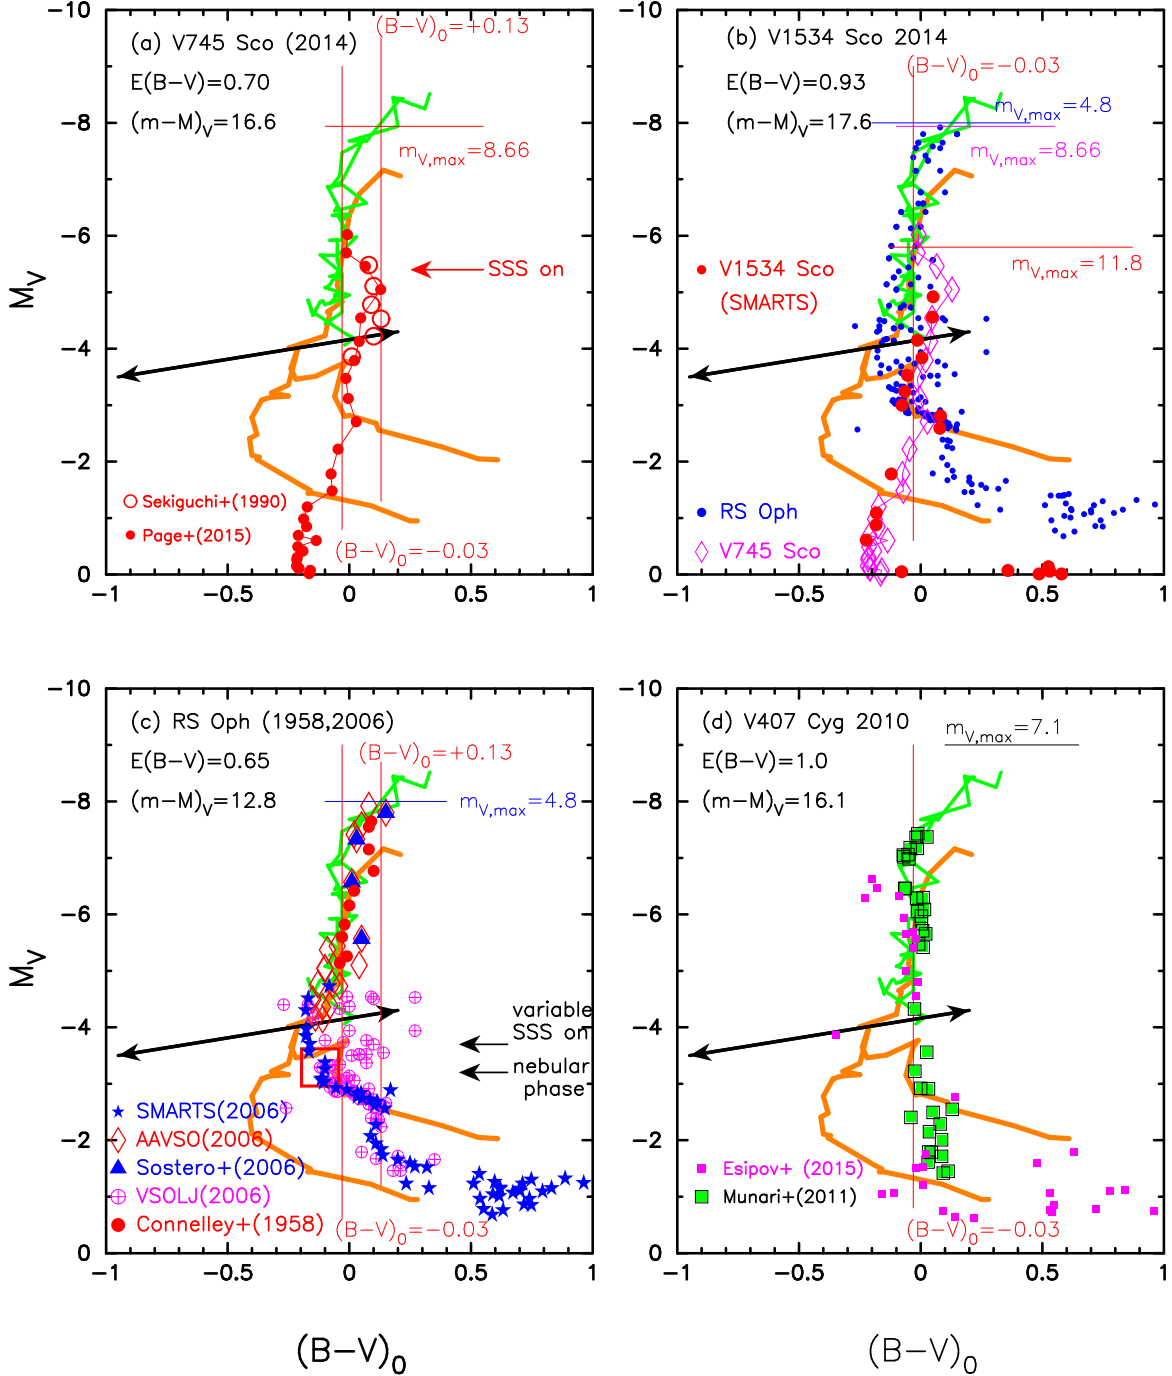 (a) V745 Sco (2014)
(B−V)₀=+0.13
E(B−V)=0.70
(m−M)V=16.6
mV,max=8.66
SSS on
Sekiguchi+(1990)
Page+(2015)
(B−V)₀=−0.03
−10
−8
−6
−4
−2
0
MV
−1
−0.5
0
0.5
1
(b) V1534 Sco 2014
(B−V)₀=−0.03
E(B−V)=0.93
mV,max=4.8
(m−M)V=17.6
mV,max=8.66
mV,max=11.8
V1534 Sco
(SMARTS)
RS Oph
V745 Sco
−10
−8
−6
−4
−2
0
−1
−0.5
0
0.5
1
(c) RS Oph (1958,2006)
(B−V)₀=+0.13
E(B−V)=0.65
(m−M)V=12.8
mV,max=4.8
variable
SSS on
nebular
phase
SMARTS(2006)
AAVSO(2006)
Sostero+(2006)
VSOLJ(2006)
Connelley+(1958)
(B−V)₀=−0.03
−10
−8
−6
−4
−2
0
MV
−1
−0.5
0
0.5
1
(B−V)₀
(d) V407 Cyg 2010
mV,max=7.1
E(B−V)=1.0
(m−M)V=16.1
Esipov+ (2015)
Munari+(2011)
(B−V)₀=−0.03
−10
−8
−6
−4
−2
0
−1
−0.5
0
0.5
1
(B−V)₀